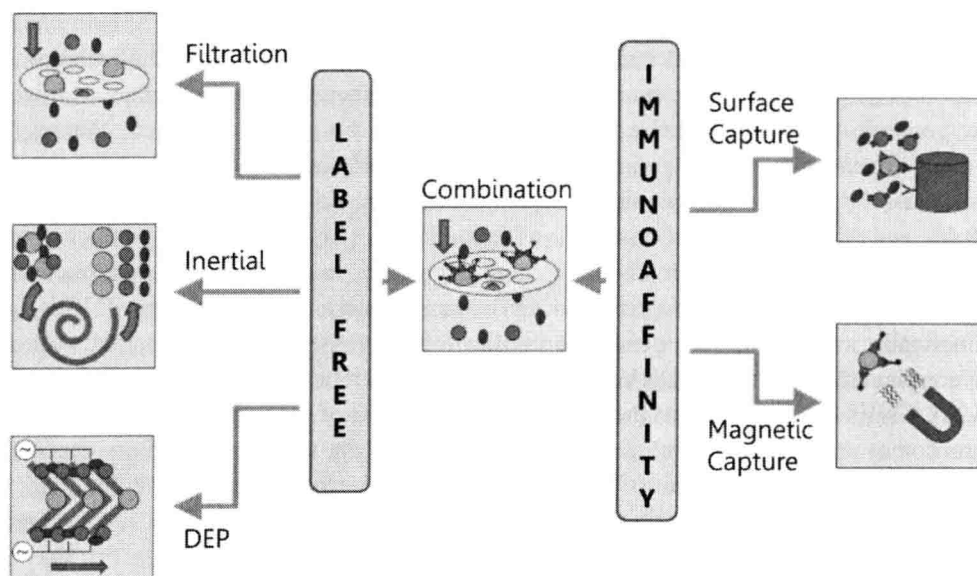 Filtration
Inertial
DEP
LABEL FREE
Combination
IMMUNOAFFINITY
Surface
Capture
Magnetic
Capture
~
~